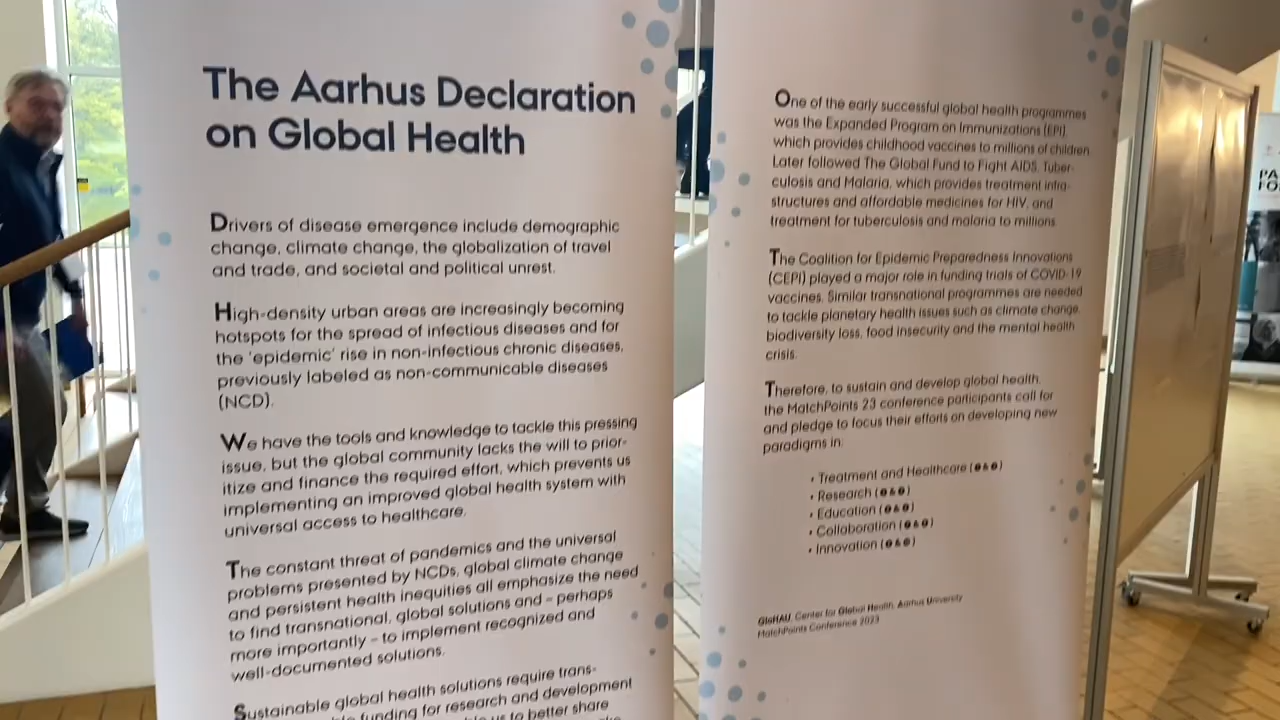 The Aarhus Declaration
on Global Health
Drivers of disease emergence include demographic
change, climate change, the globalization of travel
and trade, and societal and political unrest.
High-density urban areas are increasingly becoming
hotspots for the spread of infectious diseases and for
the 'epidemic' rise in non-infectious chronic diseases,
previously labeled as non-communicable diseases
(NCD).
We have the tools and knowledge to tackle this pressing
issue, but the global community lacks the will to prior-
itize and finance the required effort, which prevents us
implementing an improved global health system with
universal access to healthcare.
The constant threat of pandemics and the universal
problems presented by NCDs, global climate change
and persistent health inequities all emphasize the need
to find transnational, global solutions and – perhaps
more importantly – to implement recognized and
well-documented solutions.
Sustainable global health solutions require trans-
funding for research and development
us to better share
One of the early successful global health programmes
was the Expanded Program on Immunizations (EPI),
which provides childhood vaccines to millions of children.
Later followed The Global Fund to Fight AIDS, Tuber-
culosis and Malaria, which provides treatment infra-
structures and affordable medicines for HIV, and
treatment for tuberculosis and malaria to millions.
The Coalition for Epidemic Preparedness Innovations
(CEPI) played a major role in funding trials of COVID-19
vaccines. Similar transnational programmes are needed
to tackle planetary health issues such as climate change,
biodiversity loss, food insecurity and the mental health
crisis.
Therefore, to sustain and develop global health,
the MatchPoints 23 conference participants call for
and pledge to focus their efforts on developing new
paradigms in:
• Treatment and Healthcare
• Research
• Education
• Collaboration
• Innovation
GloHAU, Center for Global Health, Aarhus University
MatchPoints Conference 2023